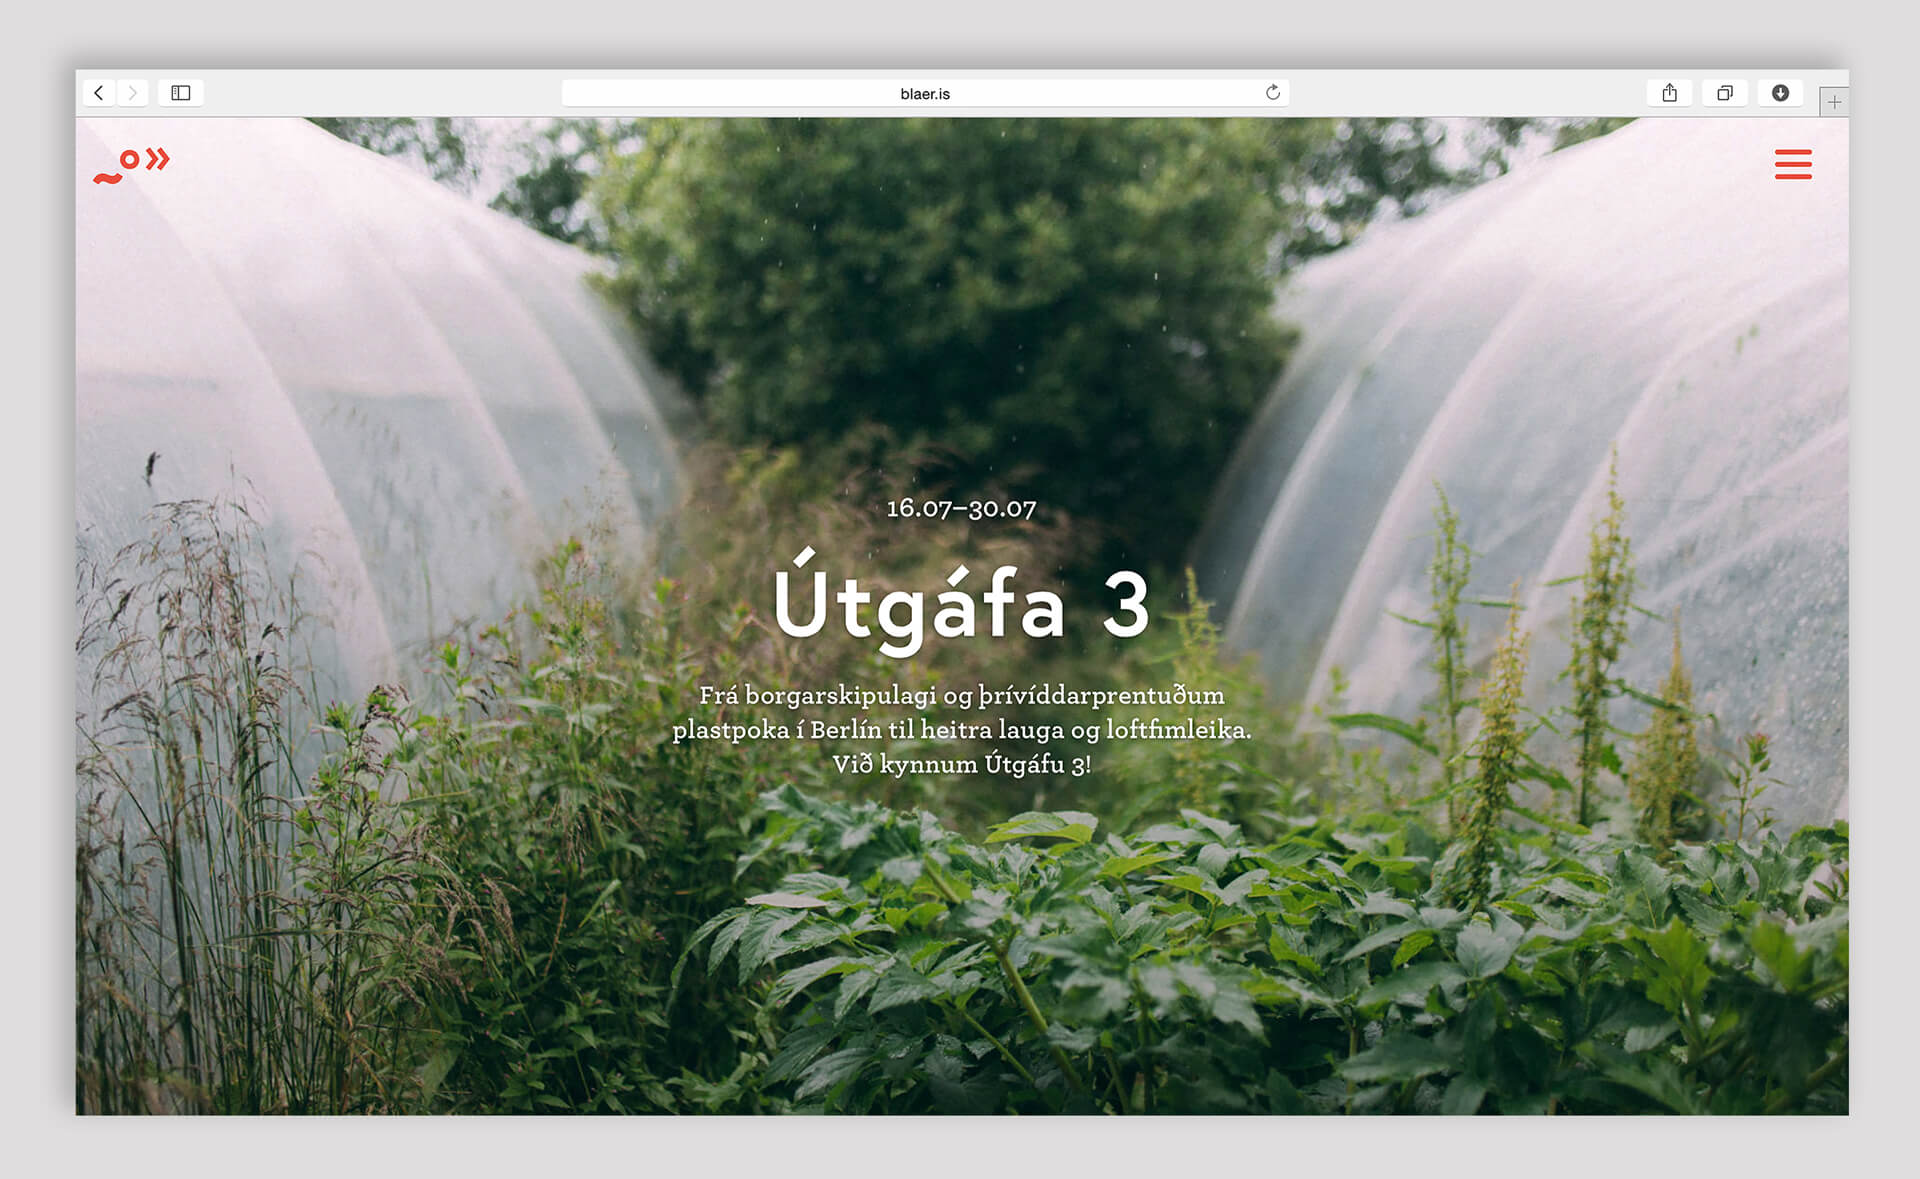 blaer.is
16.07–30.07
Útgáfa 3
Frá borgarskipulagi og þrívíddarprentuðum
plastpoka í Berlín til heitra lauga og loftfimleika.
Við kynnum Útgáfu 3!